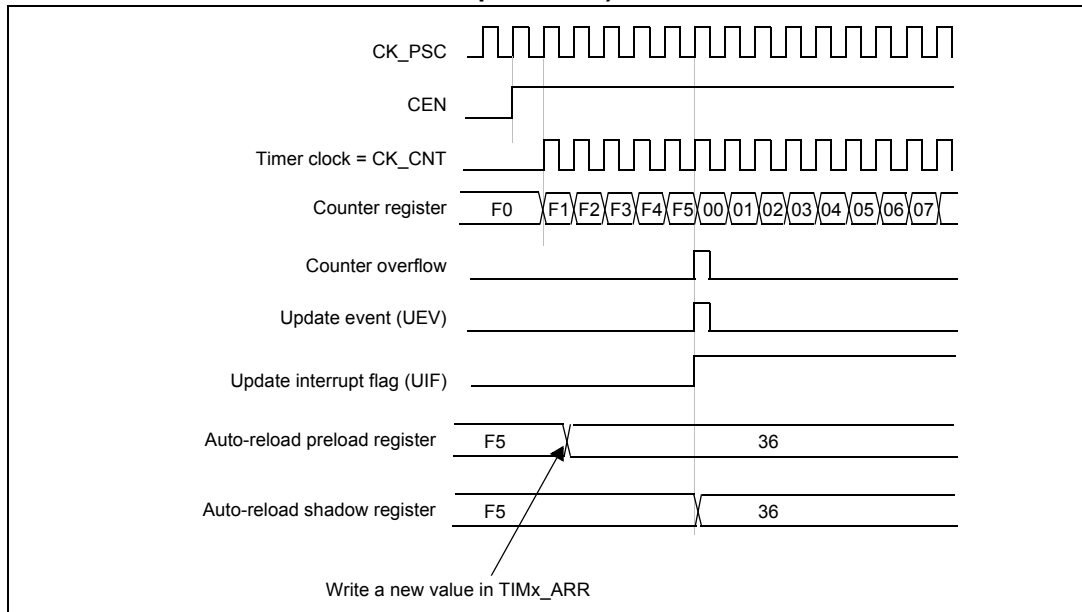 CK_PSC
CEN
Timer clock = CK_CNT
Counter register F0 F1 F2 F3 F4 F5 00 01 02 03 04 05 06 07
Counter overflow
Update event (UEV)
Update interrupt flag (UIF)
Auto-reload preload register F5 36
Auto-reload shadow register F5 36
Write a new value in TIMx_ARR